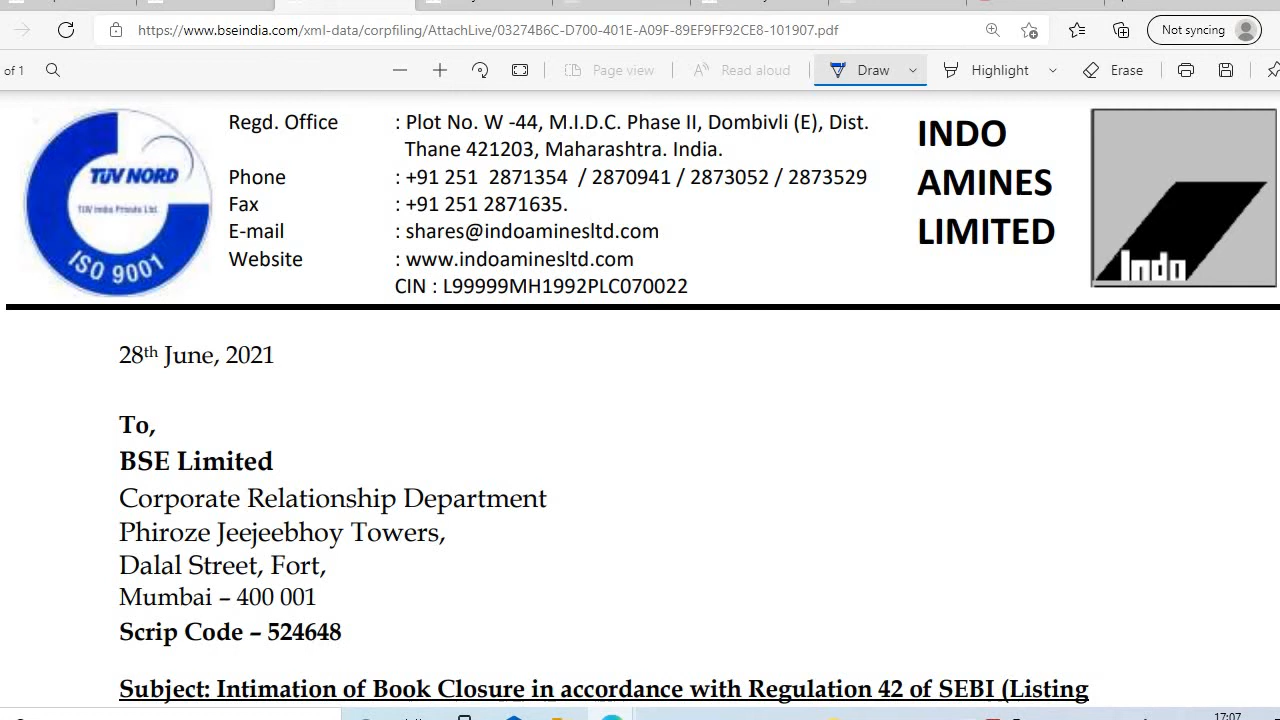 https://www.bseindia.com/xml-data/corpfiling/AttachLive/03274B6C-D700-401E-A09F-89EF9FF92CE8-101907.pdf
Not syncing
of 1
Page view
Read aloud
Draw
Highlight
Erase
TÜV NORD
TÜV India Private Ltd.
ISO 9001
Regd. Office : Plot No. W -44, M.I.D.C. Phase II, Dombivli (E), Dist.
Thane 421203, Maharashtra. India.
Phone : +91 251 2871354 / 2870941 / 2873052 / 2873529
Fax : +91 251 2871635.
E-mail : shares@indoaminesltd.com
Website : www.indoaminesltd.com
CIN : L99999MH1992PLC070022
INDO
AMINES
LIMITED
Indo
28th June, 2021
To,
BSE Limited
Corporate Relationship Department
Phiroze Jeejeebhoy Towers,
Dalal Street, Fort,
Mumbai – 400 001
Scrip Code – 524648
Subject: Intimation of Book Closure in accordance with Regulation 42 of SEBI (Listing
17:07